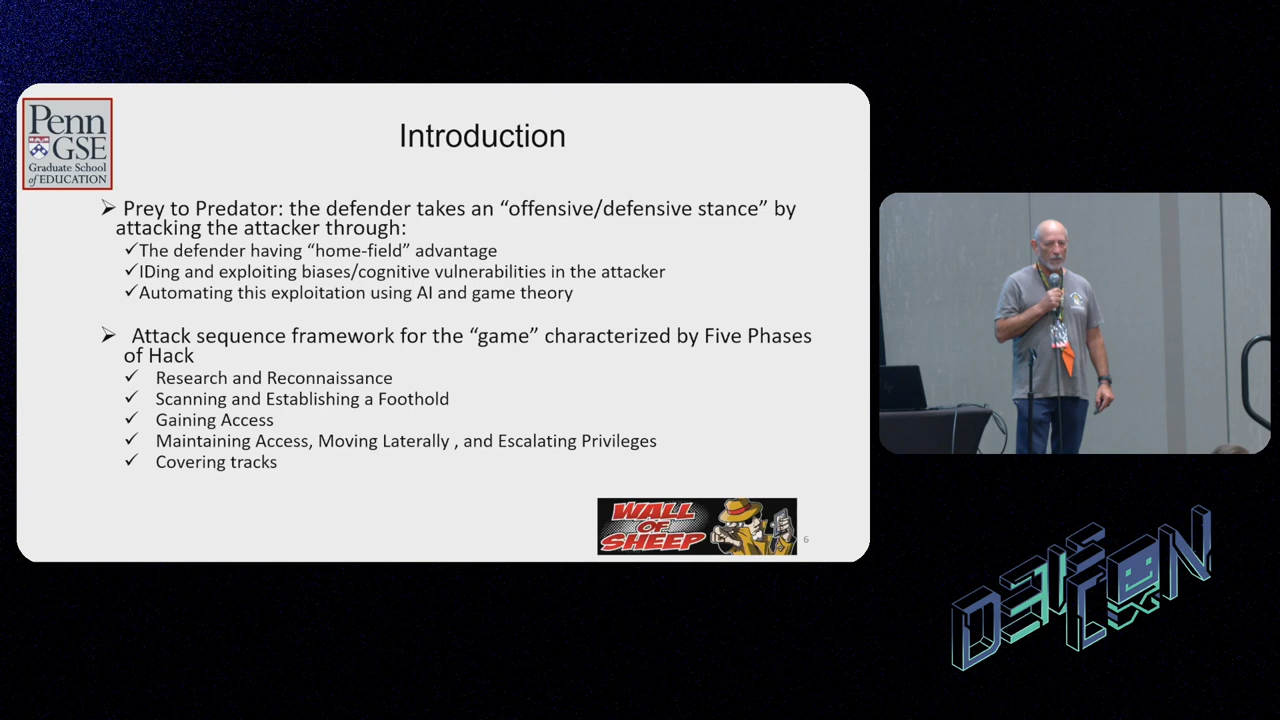 Penn
GSE
Graduate School
of EDUCATION
Introduction
➢ Prey to Predator: the defender takes an “offensive/defensive stance” by
attacking the attacker through:
✓The defender having “home-field” advantage
✓IDing and exploiting biases/cognitive vulnerabilities in the attacker
✓Automating this exploitation using AI and game theory
➢ Attack sequence framework for the “game” characterized by Five Phases
of Hack
✓ Research and Reconnaissance
✓ Scanning and Establishing a Foothold
✓ Gaining Access
✓ Maintaining Access, Moving Laterally , and Escalating Privileges
✓ Covering tracks
WALL
OF
SHEEP
6
DEF
CON